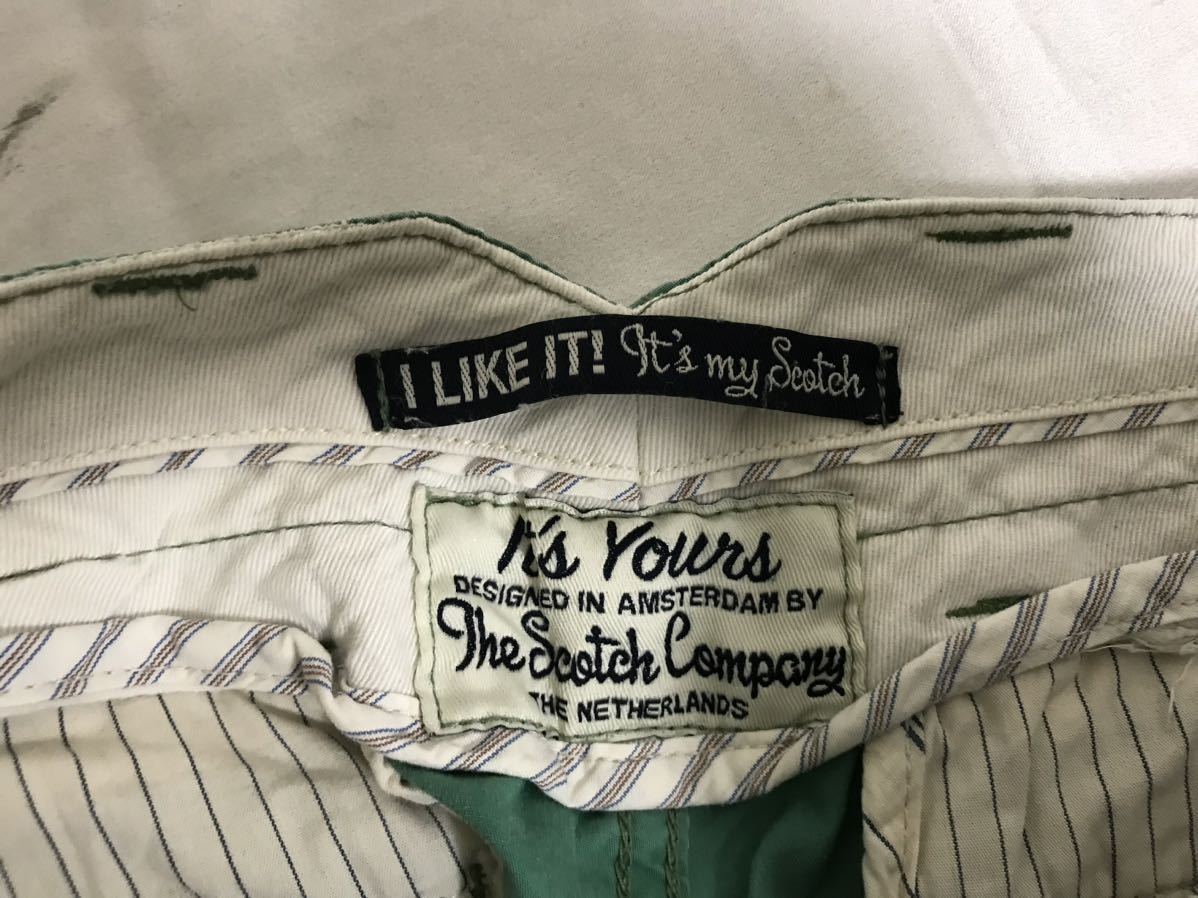 I LIKE IT! It's my Scotch
It's Yours
DESIGNED IN AMSTERDAM BY
The Scotch Company
THE NETHERLANDS